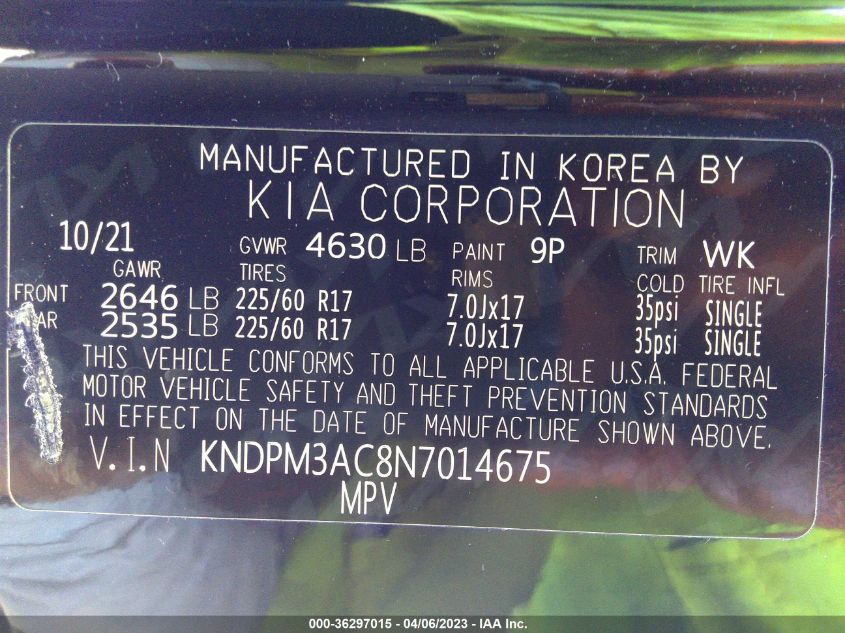 MANUFACTURED IN KOREA BY
KIA CORPORATION
10/21 GVWR 4630 LB PAINT 9P TRIM WK
GAWR TIRES RIMS COLD TIRE INFL
FRONT 2646 LB 225/60 R17 7.0Jx17 35psi SINGLE
2535 LB 225/60 R17 7.0Jx17 35psi SINGLE
THIS VEHICLE CONFORMS TO ALL APPLICABLE U.S.A. FEDERAL
MOTOR VEHICLE SAFETY AND THEFT PREVENTION STANDARDS
IN EFFECT ON THE DATE OF MANUFACTURE SHOWN ABOVE.
V.I.N KNDPM3AC8N7014675
MPV
000-36297015 - 04/06/2023 - IAA Inc.